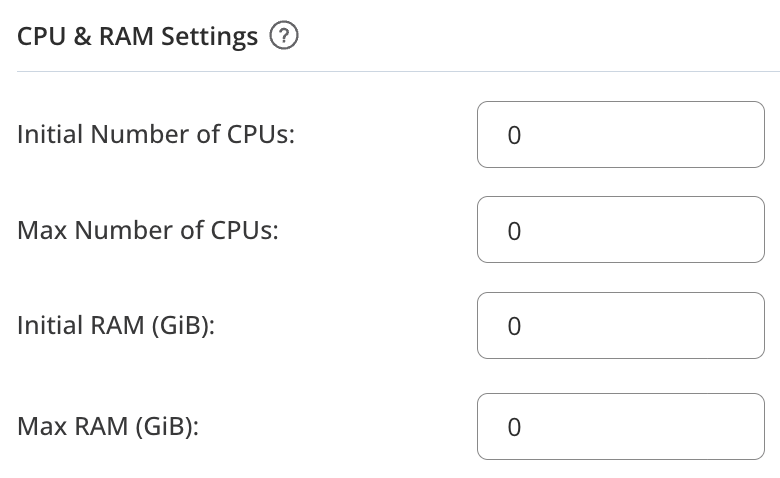 CPU & RAM Settings ?
Initial Number of CPUs: 0
Max Number of CPUs: 0
Initial RAM (GiB): 0
Max RAM (GiB): 0